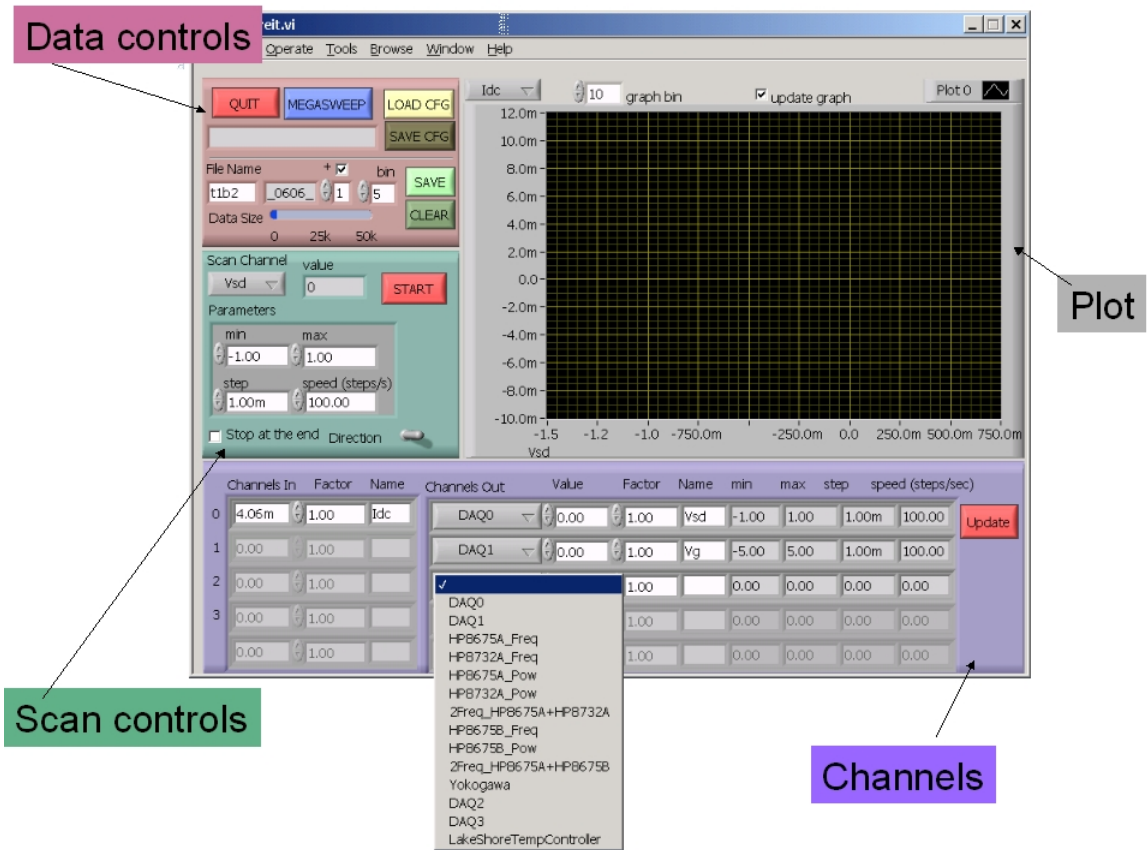 Data controls
reit.vi
Operate Tools Browse Window Help
QUIT MEGASWEEP LOAD CFG
SAVE CFG
File Name + bin
t1b2 _0606_ 1 5 SAVE
Data Size CLEAR
0 25k 50k
Scan Channel value
Vsd 0 START
Parameters
min max
-1.00 1.00
step speed (steps/s)
1.00m 100.00
Stop at the end Direction
Idc 10 graph bin update graph Plot 0
12.0m
10.0m
8.0m
6.0m
4.0m
2.0m
0.0
-2.0m
-4.0m
-6.0m
-8.0m
-10.0m
-1.5 -1.2 -1.0 -750.0m -250.0m 0.0 250.0m 500.0m 750.0m
Vsd
Plot
Channels In Factor Name Channels Out Value Factor Name min max step speed (steps/sec)
0 4.06m 1.00 Idc DAQ0 0.00 1.00 Vsd -1.00 1.00 1.00m 100.00 Update
1 0.00 1.00 DAQ1 0.00 1.00 Vg -5.00 5.00 1.00m 100.00
2 0.00 1.00 1.00 0.00 0.00 0.00 0.00
3 0.00 1.00 1.00 0.00 0.00 0.00 0.00
0.00 1.00 1.00 0.00 0.00 0.00 0.00
DAQ0
DAQ1
HP8675A_Freq
HP8732A_Freq
HP8675A_Pow
HP8732A_Pow
2Freq_HP8675A+HP8732A
HP8675B_Freq
HP8675B_Pow
2Freq_HP8675A+HP8675B
Yokogawa
DAQ2
DAQ3
LakeShoreTempController
Scan controls
Channels